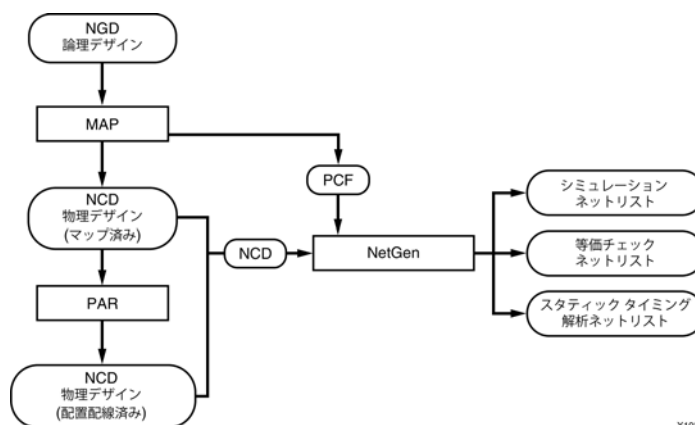 NGD
論理デザイン
MAP
PCF
NCD
物理デザイン
(マップ済み)
NCD
NetGen
シミュレーション
ネットリスト
等価チェック
ネットリスト
スタティック タイミング
解析ネットリスト
PAR
NCD
物理デザイン
(配置配線済み)